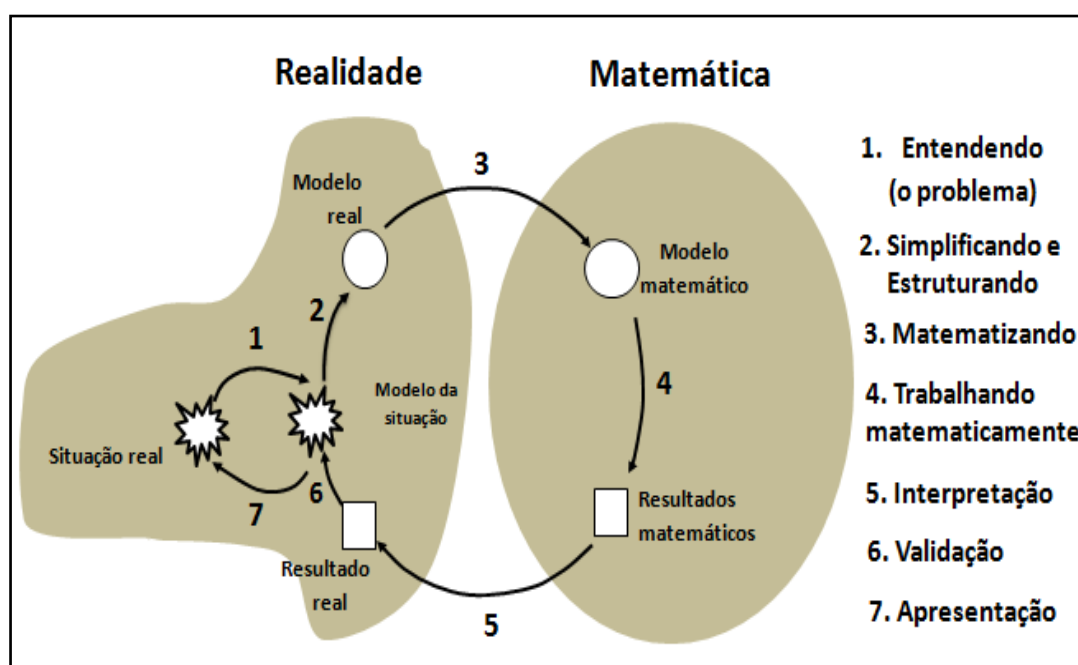 Realidade
Matemática
Modelo
real
3
Modelo
matemático
2
1
Modelo da
situação
4
Situação real
7
6
Resultado
real
Resultados
matemáticos
5
1. Entendendo
(o problema)
2. Simplificando e
Estruturando
3. Matematizando
4. Trabalhando
matematicamente
5. Interpretação
6. Validação
7. Apresentação